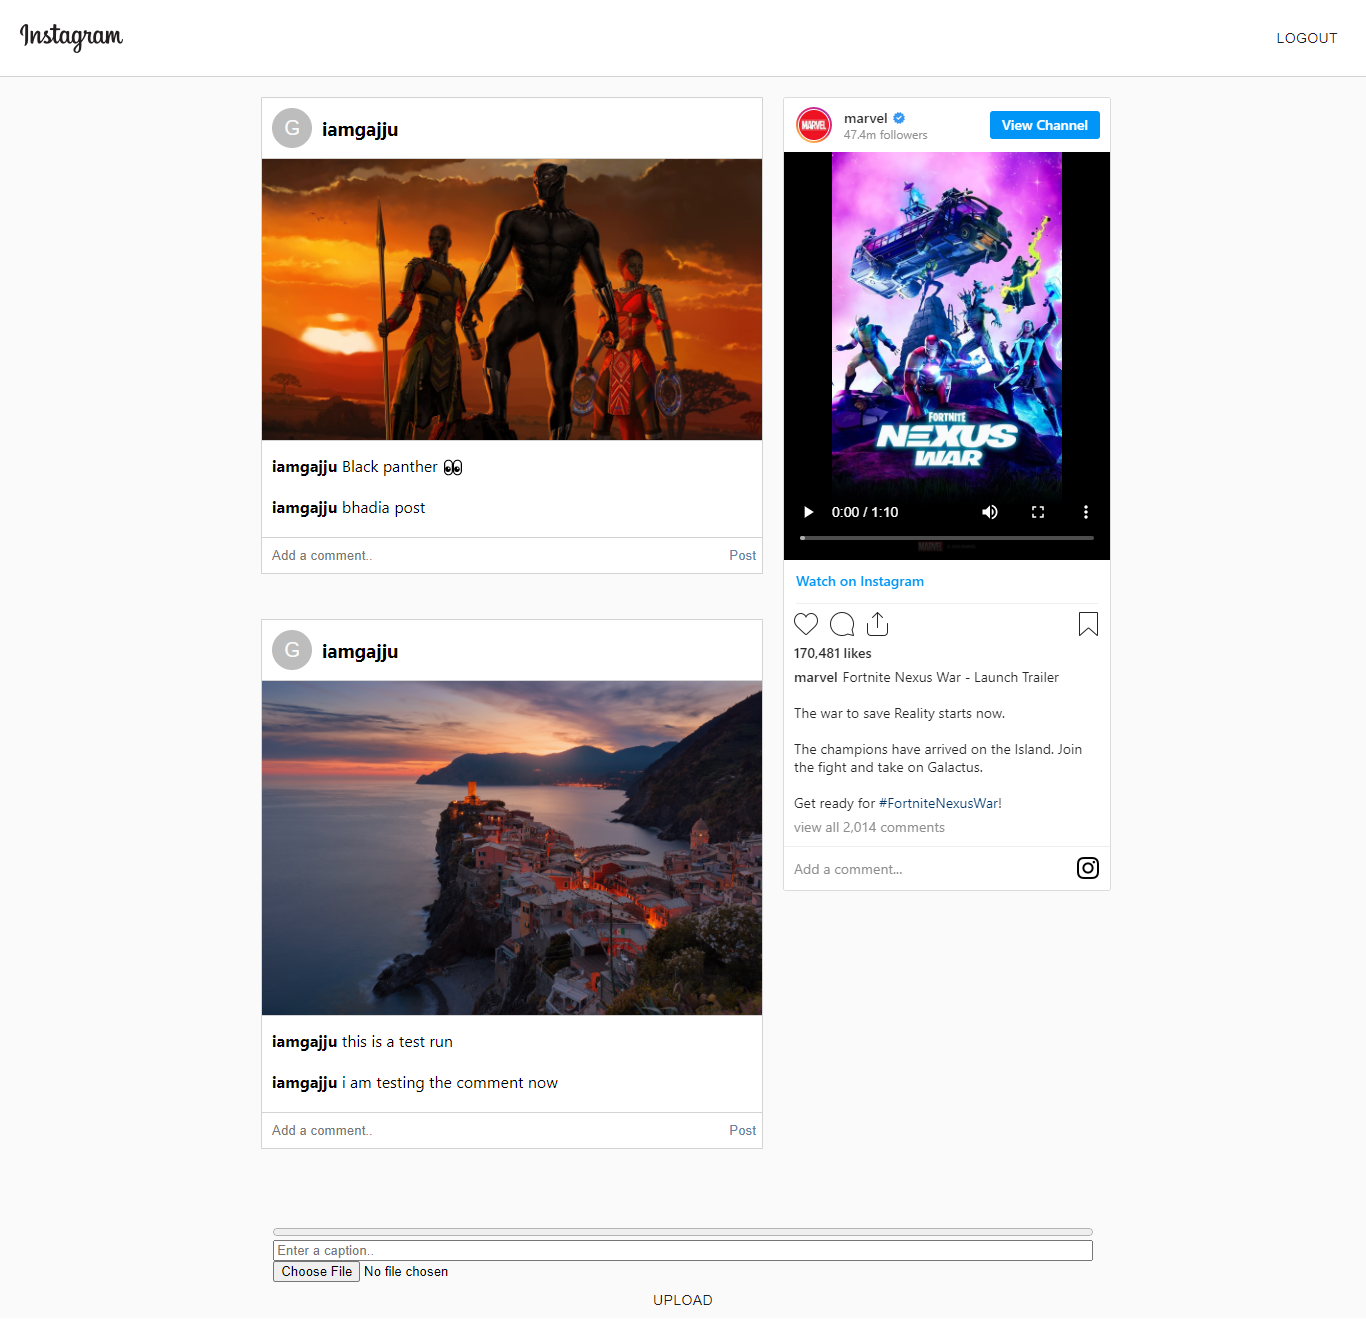 Instagram
LOGOUT
G
iamgajju
iamgajju Black panther 👀
iamgajju bhadia post
Add a comment..
Post
G
iamgajju
iamgajju this is a test run
iamgajju i am testing the comment now
Add a comment..
Post
MARVEL
marvel
47.4m followers
View Channel
FORTNITE
NEXUS
WAR
0:00 / 1:10
MARVEL
Watch on Instagram
170,481 likes
marvel Fortnite Nexus War - Launch Trailer
The war to save Reality starts now.
The champions have arrived on the Island. Join
the fight and take on Galactus.
Get ready for #FortniteNexusWar!
view all 2,014 comments
Add a comment...
Enter a caption..
Choose File No file chosen
UPLOAD